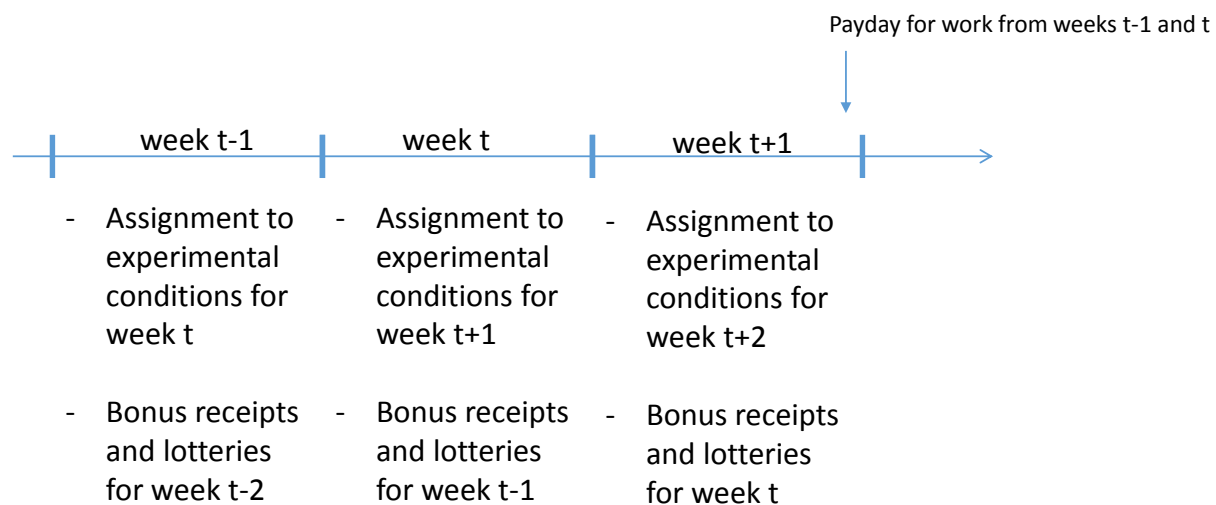 Payday for work from weeks t-1 and t
week t-1
week t
week t+1
- Assignment to
experimental
conditions for
week t
- Bonus receipts
and lotteries
for week t-2
- Assignment to
experimental
conditions for
week t+1
- Bonus receipts
and lotteries
for week t-1
- Assignment to
experimental
conditions for
week t+2
- Bonus receipts
and lotteries
for week t